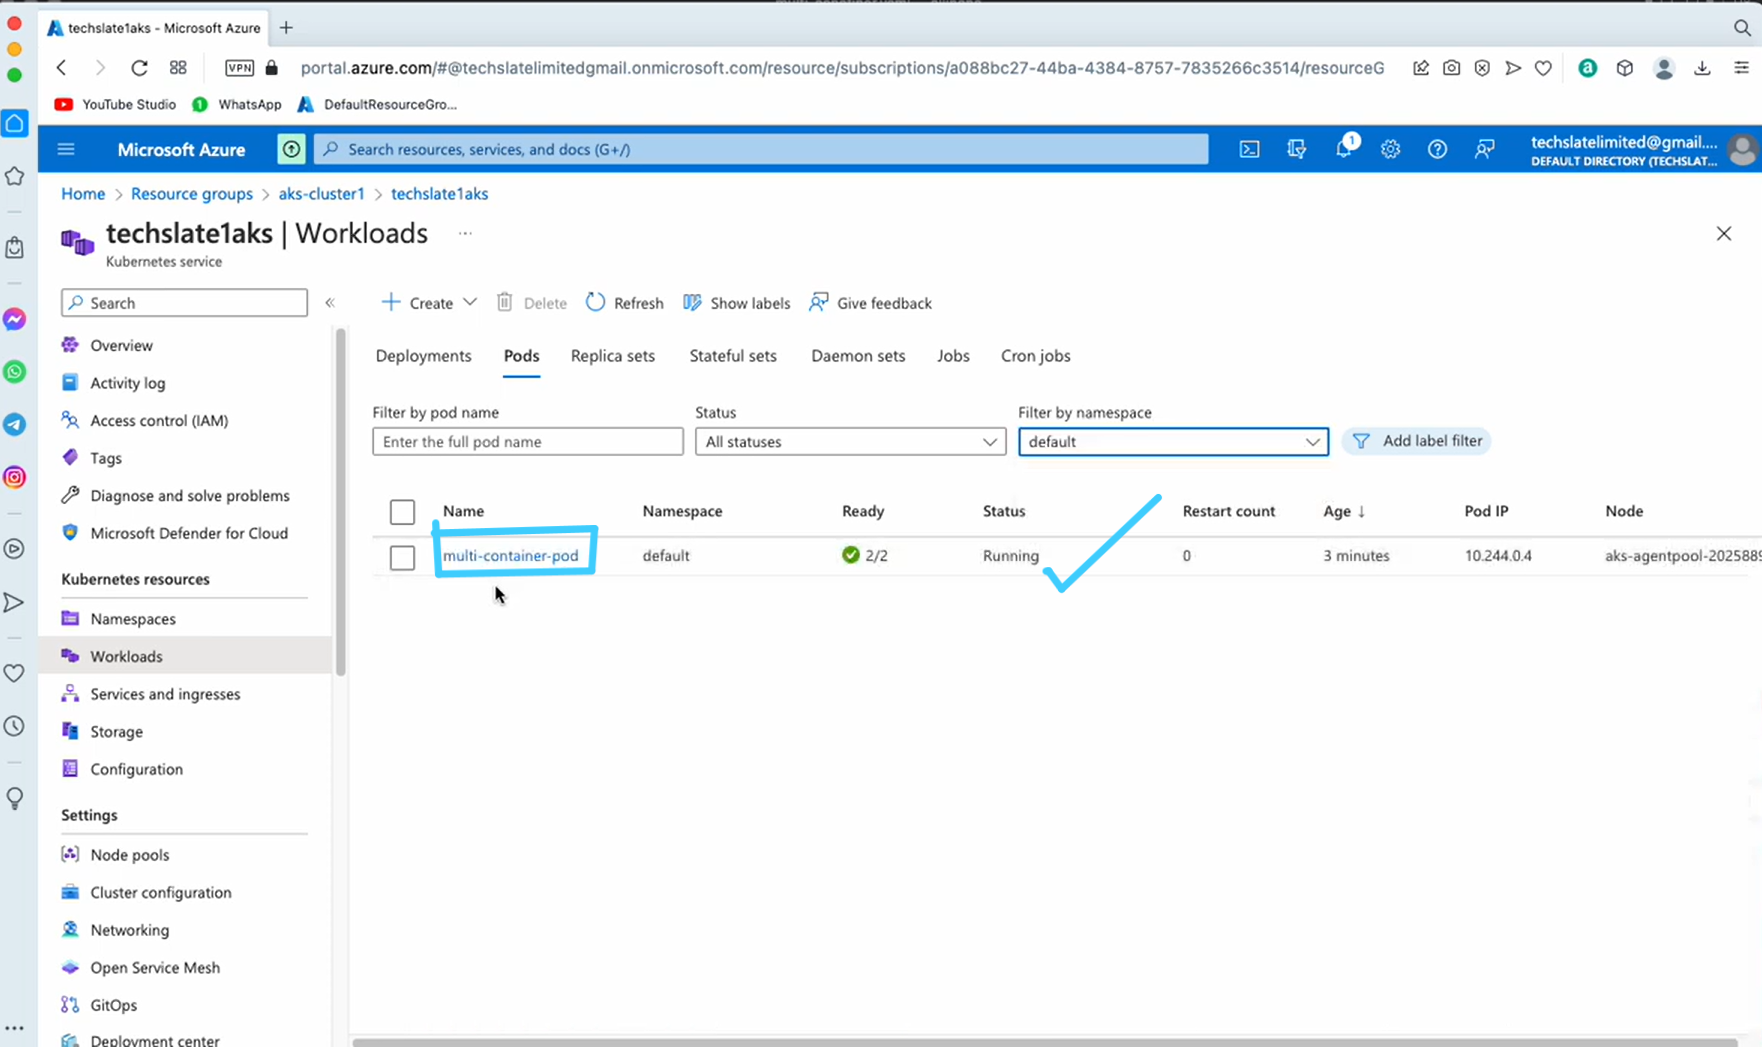 techslate1aks - Microsoft Azure
VPN
portal.azure.com/#@techslatelimitedgmail.onmicrosoft.com/resource/subscriptions/a088bc27-44ba-4384-8757-7835266c3514/resourceG
a
YouTube Studio
1
WhatsApp
DefaultResourceGro...
Microsoft Azure
Search resources, services, and docs (G+/)
1
techslatelimited@gmail....
DEFAULT DIRECTORY (TECHSLAT...
Home > Resource groups > aks-cluster1 > techslate1aks
techslate1aks | Workloads ...
Kubernetes service
Search
«
Create
Delete
Refresh
Show labels
Give feedback
Overview
Activity log
Access control (IAM)
Tags
Diagnose and solve problems
Microsoft Defender for Cloud
Kubernetes resources
Namespaces
Workloads
Services and ingresses
Storage
Configuration
Settings
Node pools
Cluster configuration
Networking
Open Service Mesh
GitOps
Deployment center
Deployments Pods Replica sets Stateful sets Daemon sets Jobs Cron jobs
Filter by pod name Status Filter by namespace
Enter the full pod name All statuses default Add label filter
Name Namespace Ready Status Restart count Age ↓ Pod IP Node
multi-container-pod default 2/2 Running 0 3 minutes 10.244.0.4 aks-agentpool-2025889